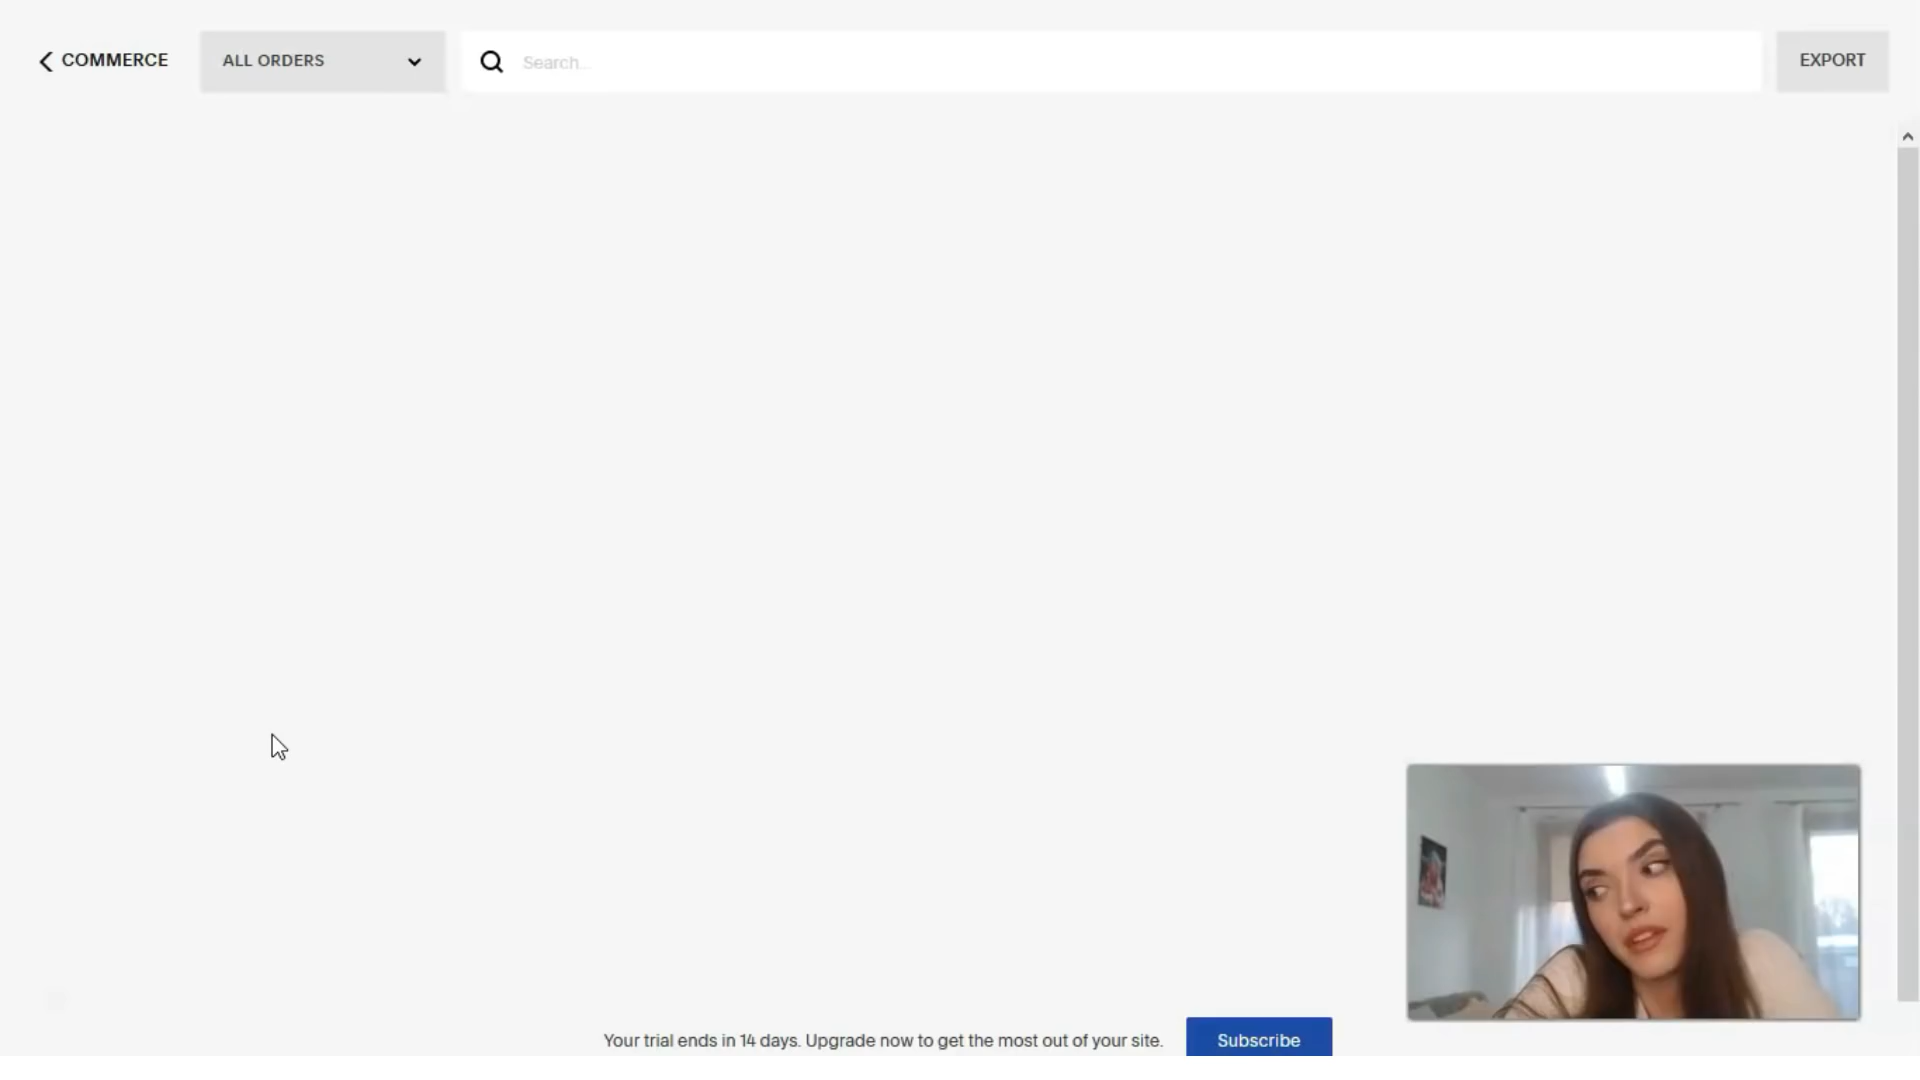 COMMERCE
ALL ORDERS
Search...
EXPORT
Your trial ends in 14 days. Upgrade now to get the most out of your site.
Subscribe